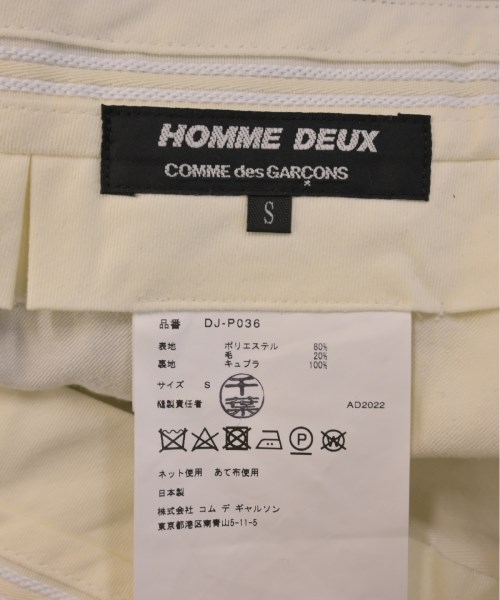 HOMME DEUX
COMME des GARÇONS
S
品番 DJ-P036
表地 ポリエステル 80%
毛 20%
裏地 キュプラ 100%
サイズ S
縫製責任者 千葉 AD2022
P
W
ネット使用 あて布使用
日本製
株式会社 コム デ ギャルソン
東京都港区南青山5-11-5